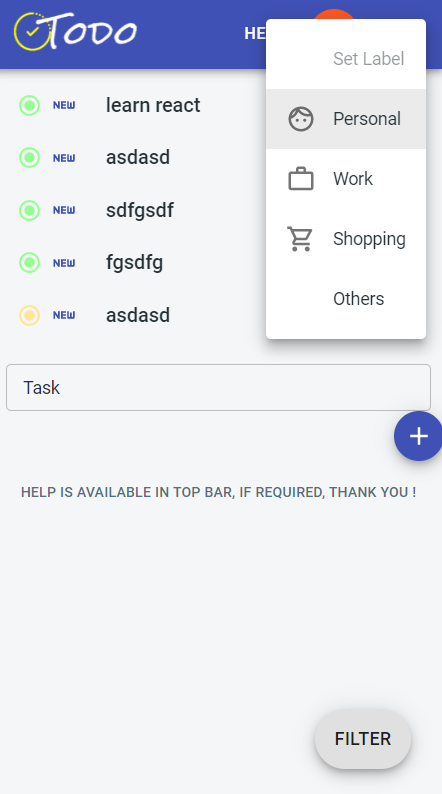 Todo
HE
Set Label
Personal
Work
Shopping
Others
NEW learn react
NEW asdasd
NEW sdfgsdf
NEW fgsdfg
NEW asdasd
Task
HELP IS AVAILABLE IN TOP BAR, IF REQUIRED, THANK YOU !
FILTER